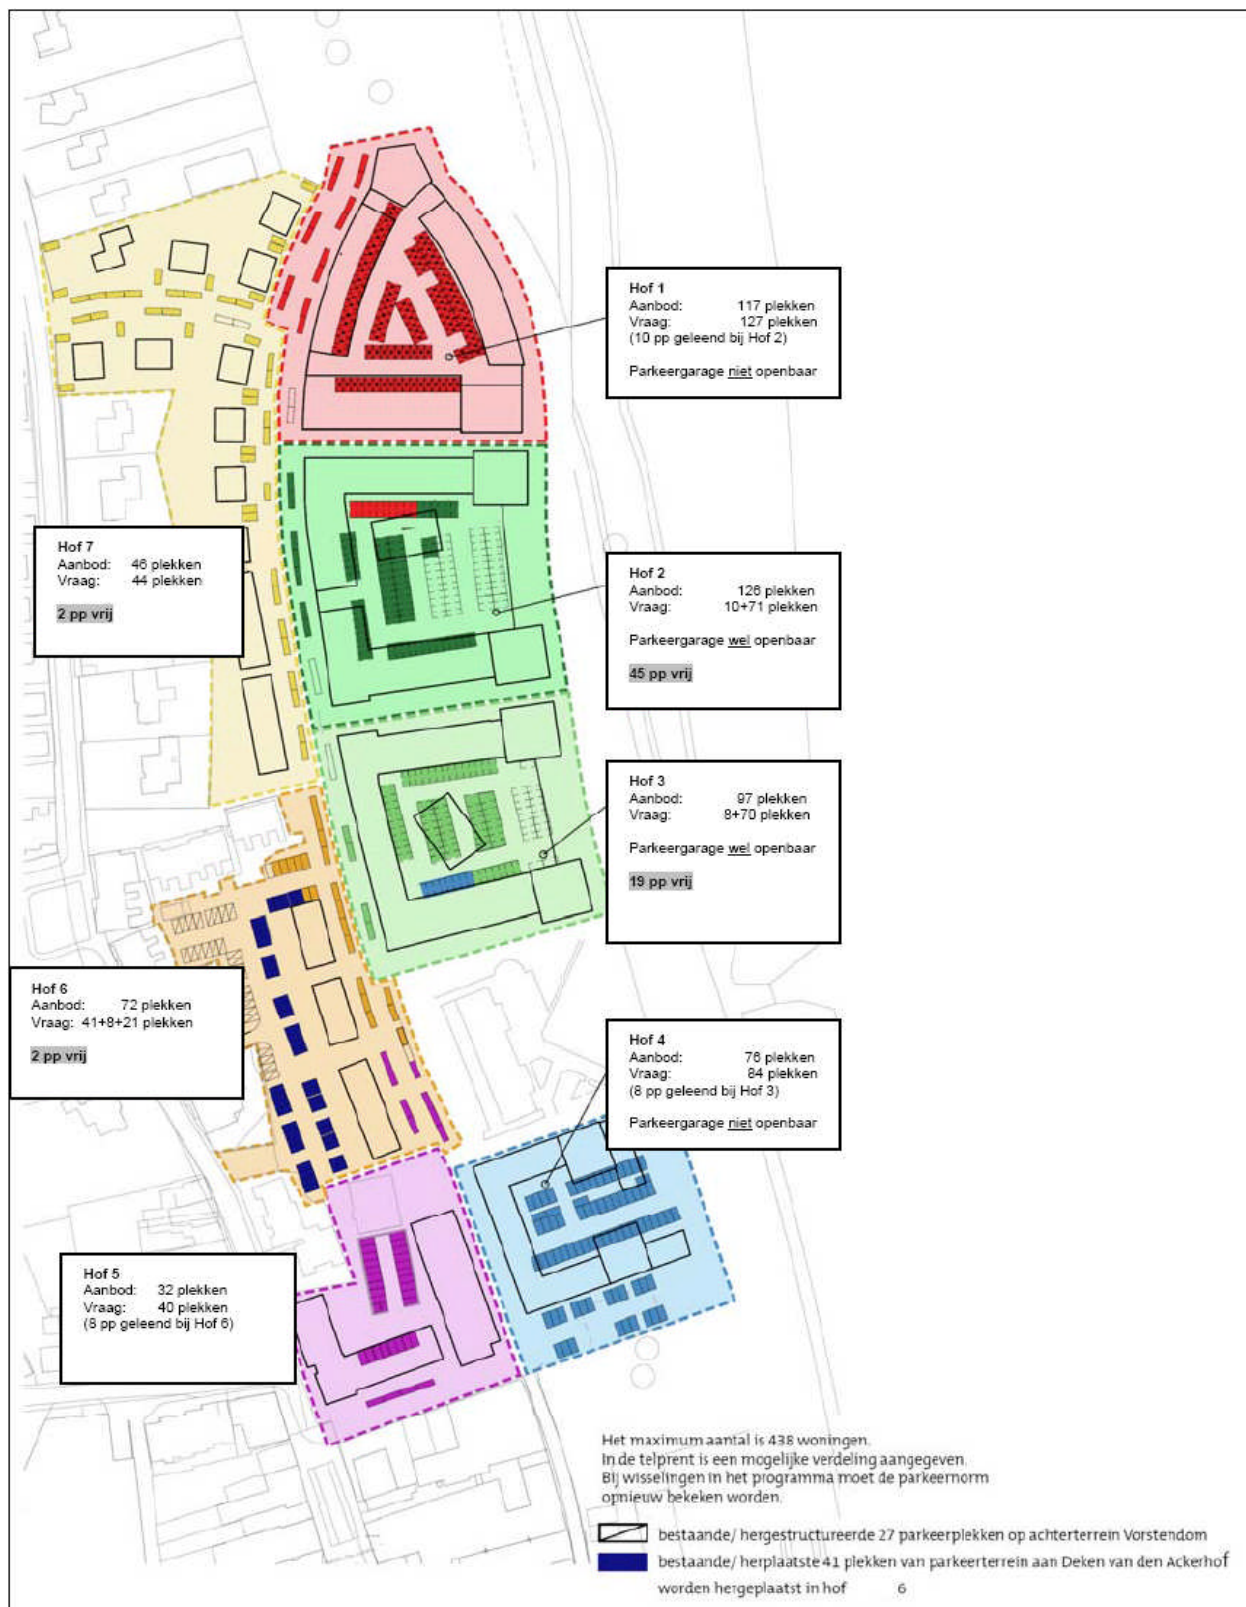 Hof 1
Aanbod: 117 plekken
Vraag: 127 plekken
(10 pp geleend bij Hof 2)
Parkeergarage niet openbaar
Hof 7
Aanbod: 46 plekken
Vraag: 44 plekken
2 pp vrij
Hof 2
Aanbod: 126 plekken
Vraag: 10+71 plekken
Parkeergarage wel openbaar
45 pp vrij
Hof 3
Aanbod: 97 plekken
Vraag: 8+70 plekken
Parkeergarage wel openbaar
19 pp vrij
Hof 6
Aanbod: 72 plekken
Vraag: 41+8+21 plekken
2 pp vrij
Hof 4
Aanbod: 76 plekken
Vraag: 84 plekken
(8 pp geleend bij Hof 3)
Parkeergarage niet openbaar
Hof 5
Aanbod: 32 plekken
Vraag: 40 plekken
(8 pp geleend bij Hof 6)
Het maximum aantal is 438 woningen.
In de telprent is een mogelijke verdeling aangegeven.
Bij wisselingen in het programma moet de parkeernorm
opnieuw bekeken worden.
bestaande/ hergestructureerde 27 parkeerplekken op achterterrein Vorstendom
bestaande/ herplaatste 41 plekken van parkeerterrein aan Deken van den Ackerhof
worden hergeplaatst in hof 6